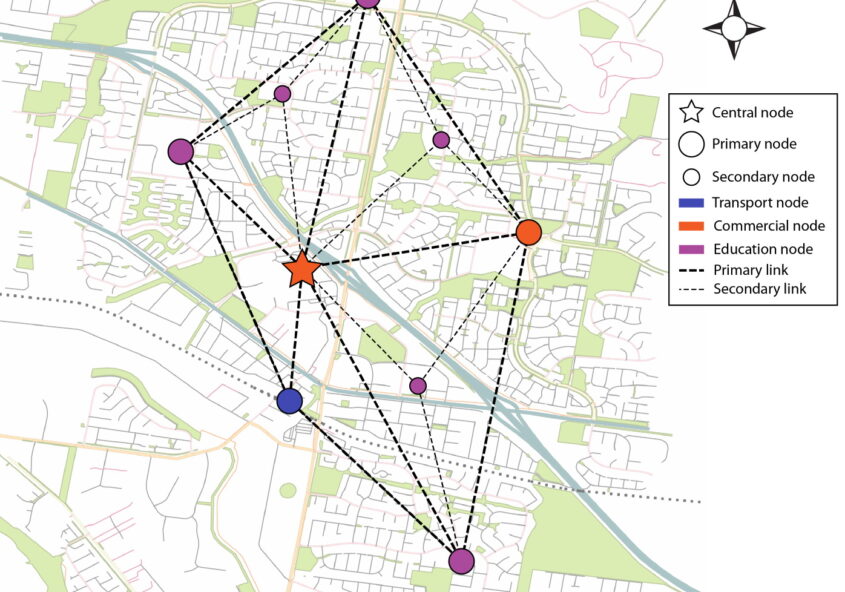 Central node
Primary node
Secondary node
Transport node
Commercial node
Education node
Primary link
Secondary link